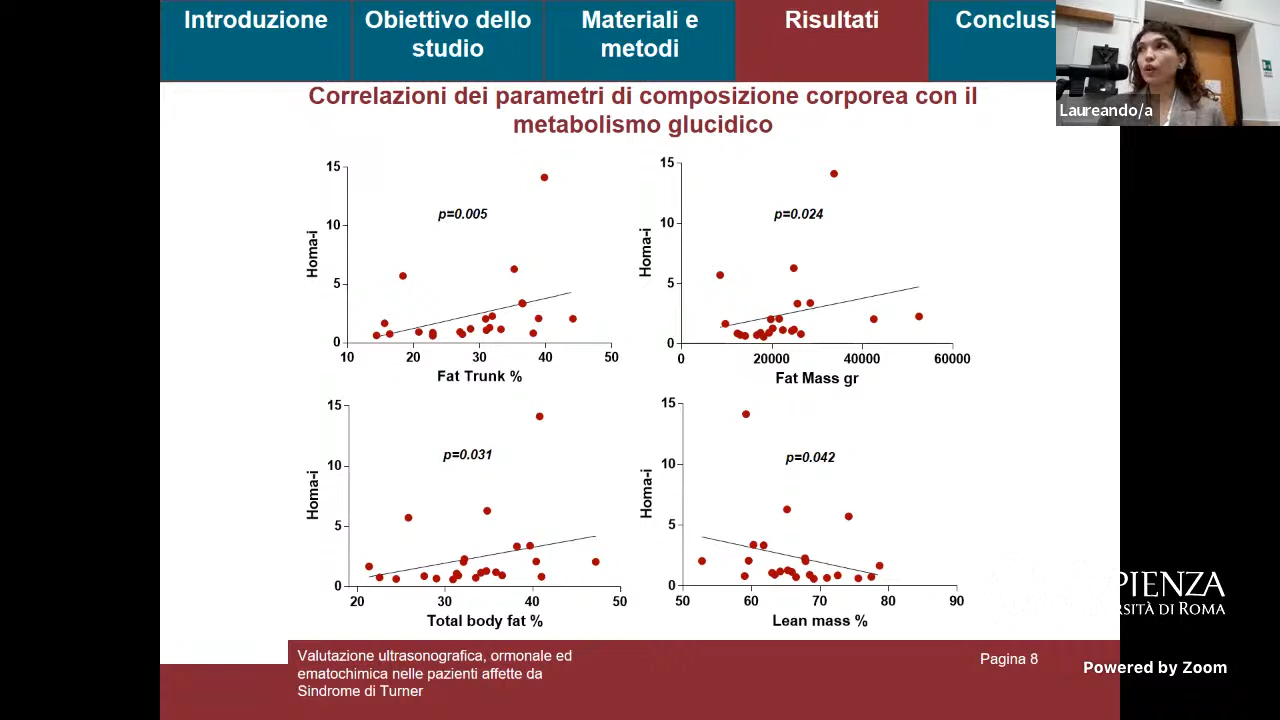 Introduzione
Obiettivo dello
studio
Materiali e
metodi
Risultati
Conclusi
Laureando/a
Correlazioni dei parametri di composizione corporea con il
metabolismo glucidico
15
10
5
0
Homa-i
p=0.005
10 20 30 40 50
Fat Trunk %
15
10
5
0
Homa-i
p=0.024
0 20000 40000 60000
Fat Mass gr
15
10
5
0
Homa-i
p=0.031
20 30 40 50
Total body fat %
15
10
5
0
Homa-i
p=0.042
50 60 70 80 90
Lean mass %
PIENZA
RSITÀ DI ROMA
Valutazione ultrasonografica, ormonale ed
ematochimica nelle pazienti affette da
Sindrome di Turner
Pagina 8
Powered by Zoom